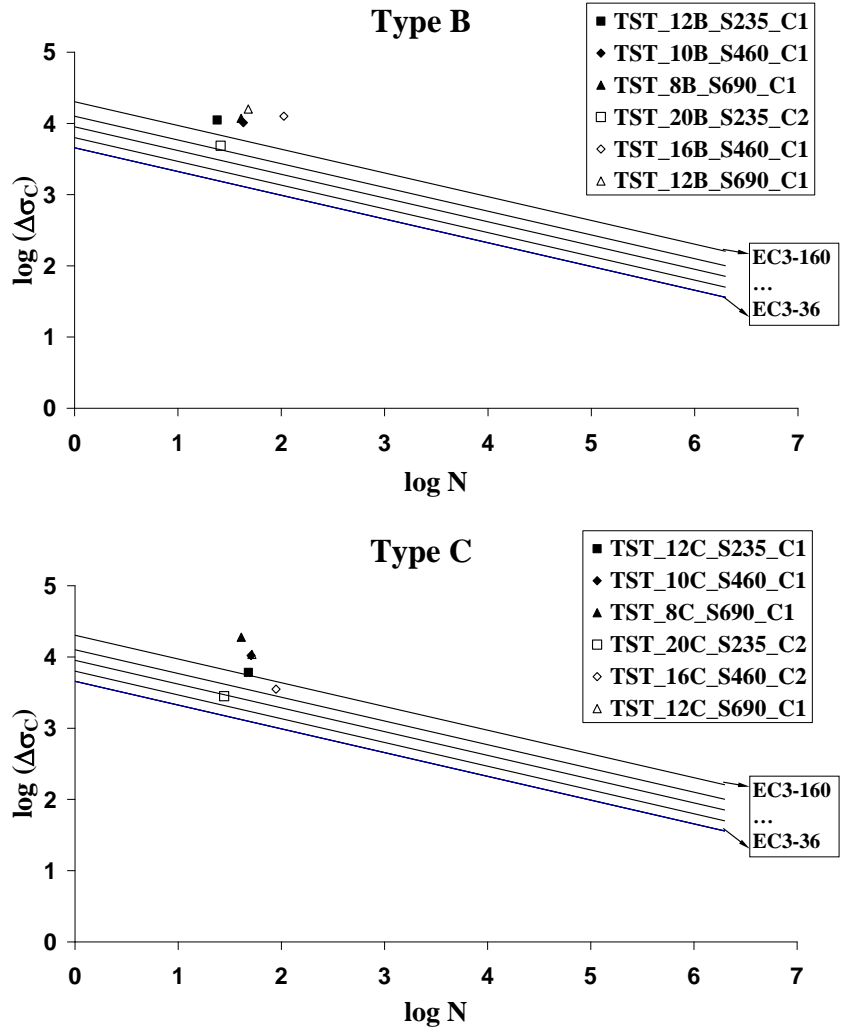 Type B
TST_12B_S235_C1
TST_10B_S460_C1
TST_8B_S690_C1
TST_20B_S235_C2
TST_16B_S460_C1
TST_12B_S690_C1
5
4
3
2
1
0
log (ΔσC)
EC3-160
...
EC3-36
0 1 2 3 4 5 6 7
log N
Type C
TST_12C_S235_C1
TST_10C_S460_C1
TST_8C_S690_C1
TST_20C_S235_C2
TST_16C_S460_C2
TST_12C_S690_C1
5
4
3
2
1
0
log (ΔσC)
EC3-160
...
EC3-36
0 1 2 3 4 5 6 7
log N